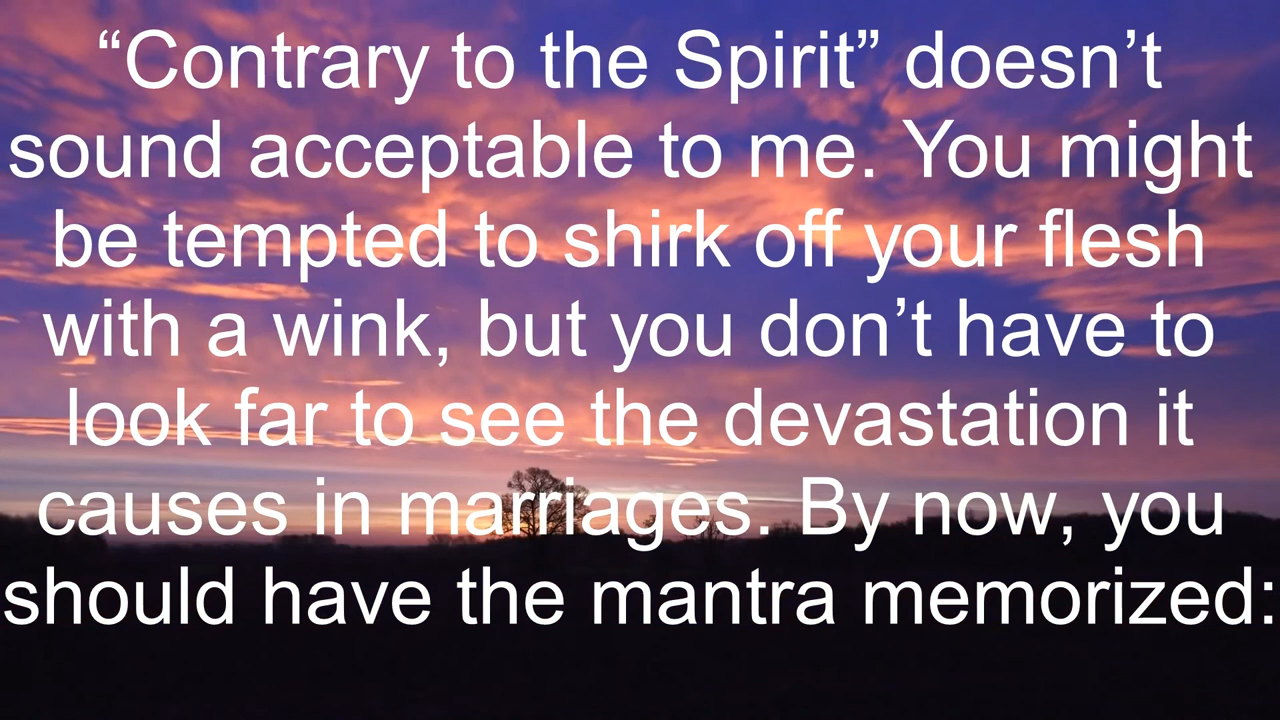 “Contrary to the Spirit” doesn’t
sound acceptable to me. You might
be tempted to shirk off your flesh
with a wink, but you don’t have to
look far to see the devastation it
causes in marriages. By now, you
should have the mantra memorized: